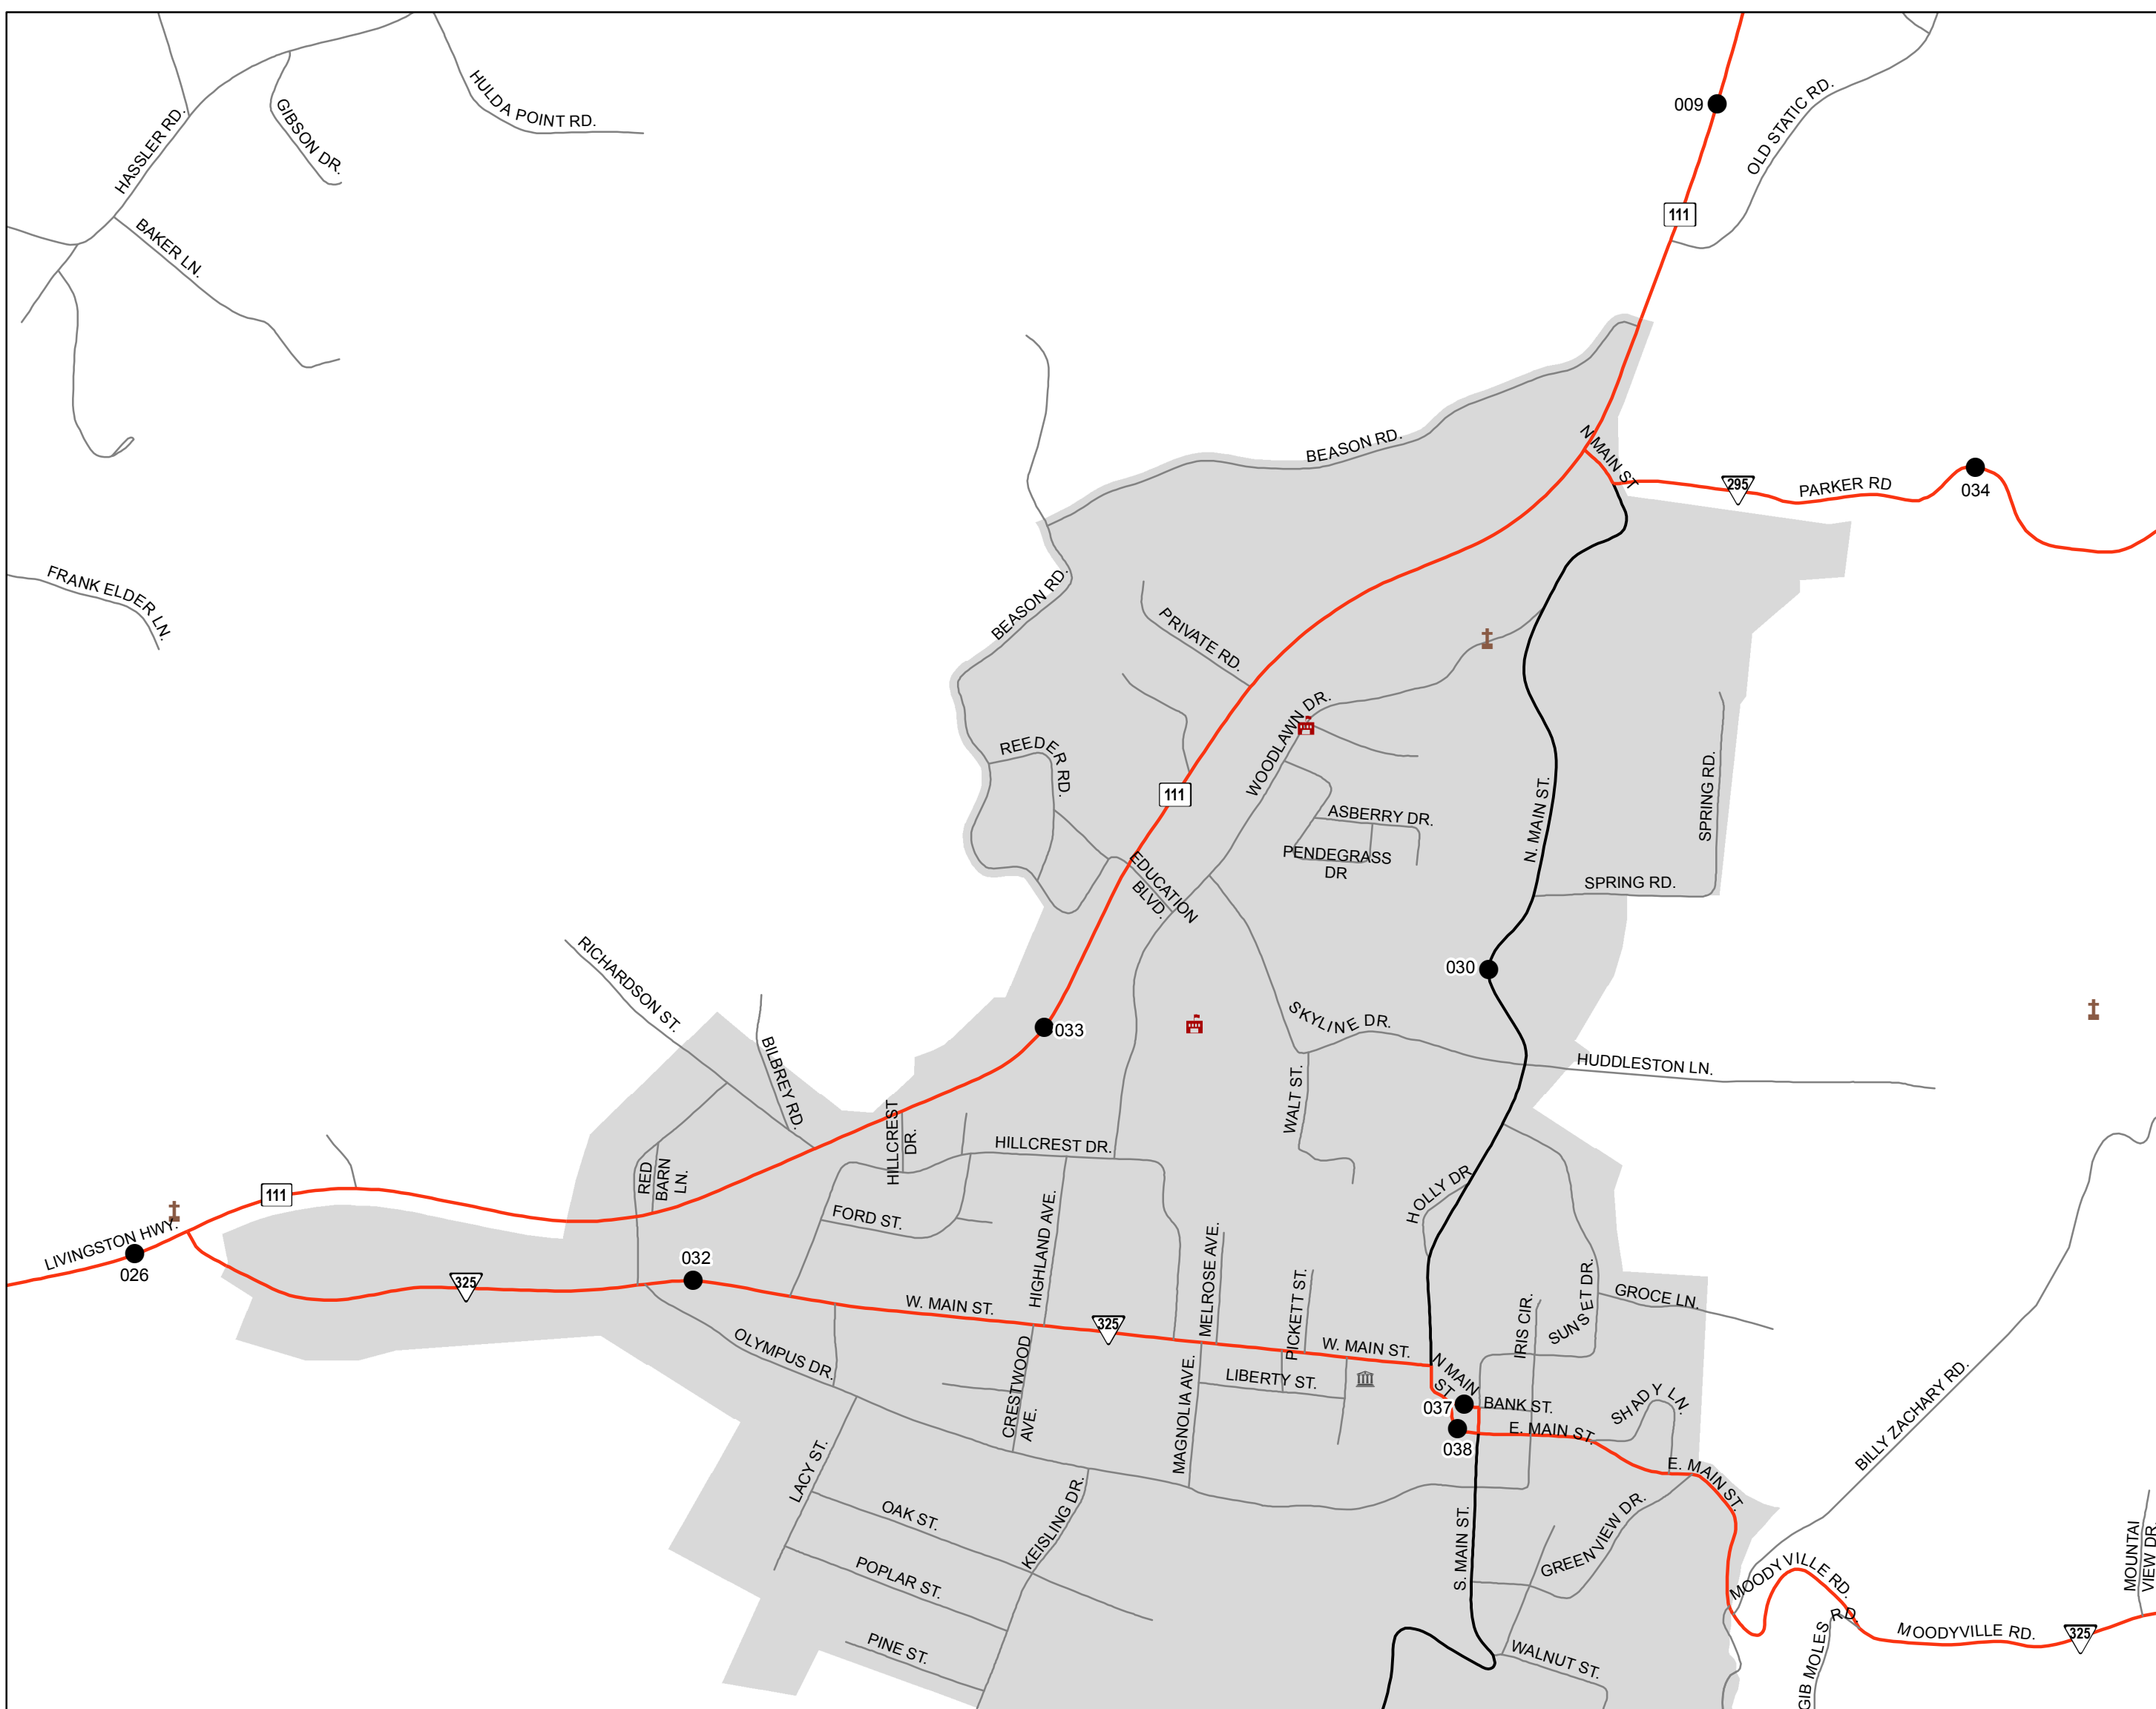 HASSLER RD.
GIBSON DR.
HULDA POINT RD.
BAKER LN.
009
OLD STATIC RD.
111
FRANK ELDER LN.
BEASON RD.
N MAIN ST
295
PARKER RD
034
BEASON RD.
PRIVATE RD.
WOODLAWN DR.
REEDER RD.
111
ASBERRY DR.
PENDEGRASS
DR
N. MAIN ST.
SPRING RD.
SPRING RD.
EDUCATION
BLVD.
030
RICHARDSON ST.
BILBREY RD.
033
SKYLINE DR.
HUDDLESTON LN.
WALT ST.
HILLCREST
DR.
HILLCREST DR.
RED
BARN
LN.
111
LIVINGSTON HWY.
026
FORD ST.
HIGHLAND AVE.
HOLLY DR.
032
325
W. MAIN ST.
MELROSE AVE.
PICKETT ST.
IRIS CIR.
SUNSET DR.
GROCE LN.
325
W. MAIN ST.
OLYMPUS DR.
CRESTWOOD
AVE.
MAGNOLIA AVE.
LIBERTY ST.
N MAIN
ST
037
BANK ST.
SHADY LN.
038
E. MAIN ST.
E. MAIN ST.
BILLY ZACHARY RD.
LACY ST.
OAK ST.
KEISLING DR.
POPLAR ST.
PINE ST.
S. MAIN ST.
GREENVIEW DR.
WALNUT ST.
MOODYVILLE RD.
GIB MOLES RD
MOODYVILLE RD.
325
MOUNTAI
VIEW DR.